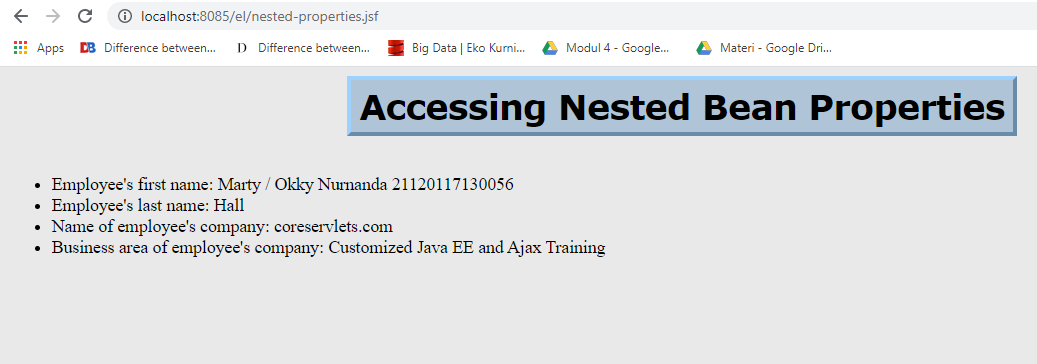 localhost:8085/el/nested-properties.jsf
Apps DB Difference between... D Difference between... Big Data | Eko Kurni... Modul 4 - Google... Materi - Google Dri...
Accessing Nested Bean Properties
• Employee's first name: Marty / Okky Nurnanda 21120117130056
• Employee's last name: Hall
• Name of employee's company: coreservlets.com
• Business area of employee's company: Customized Java EE and Ajax Training